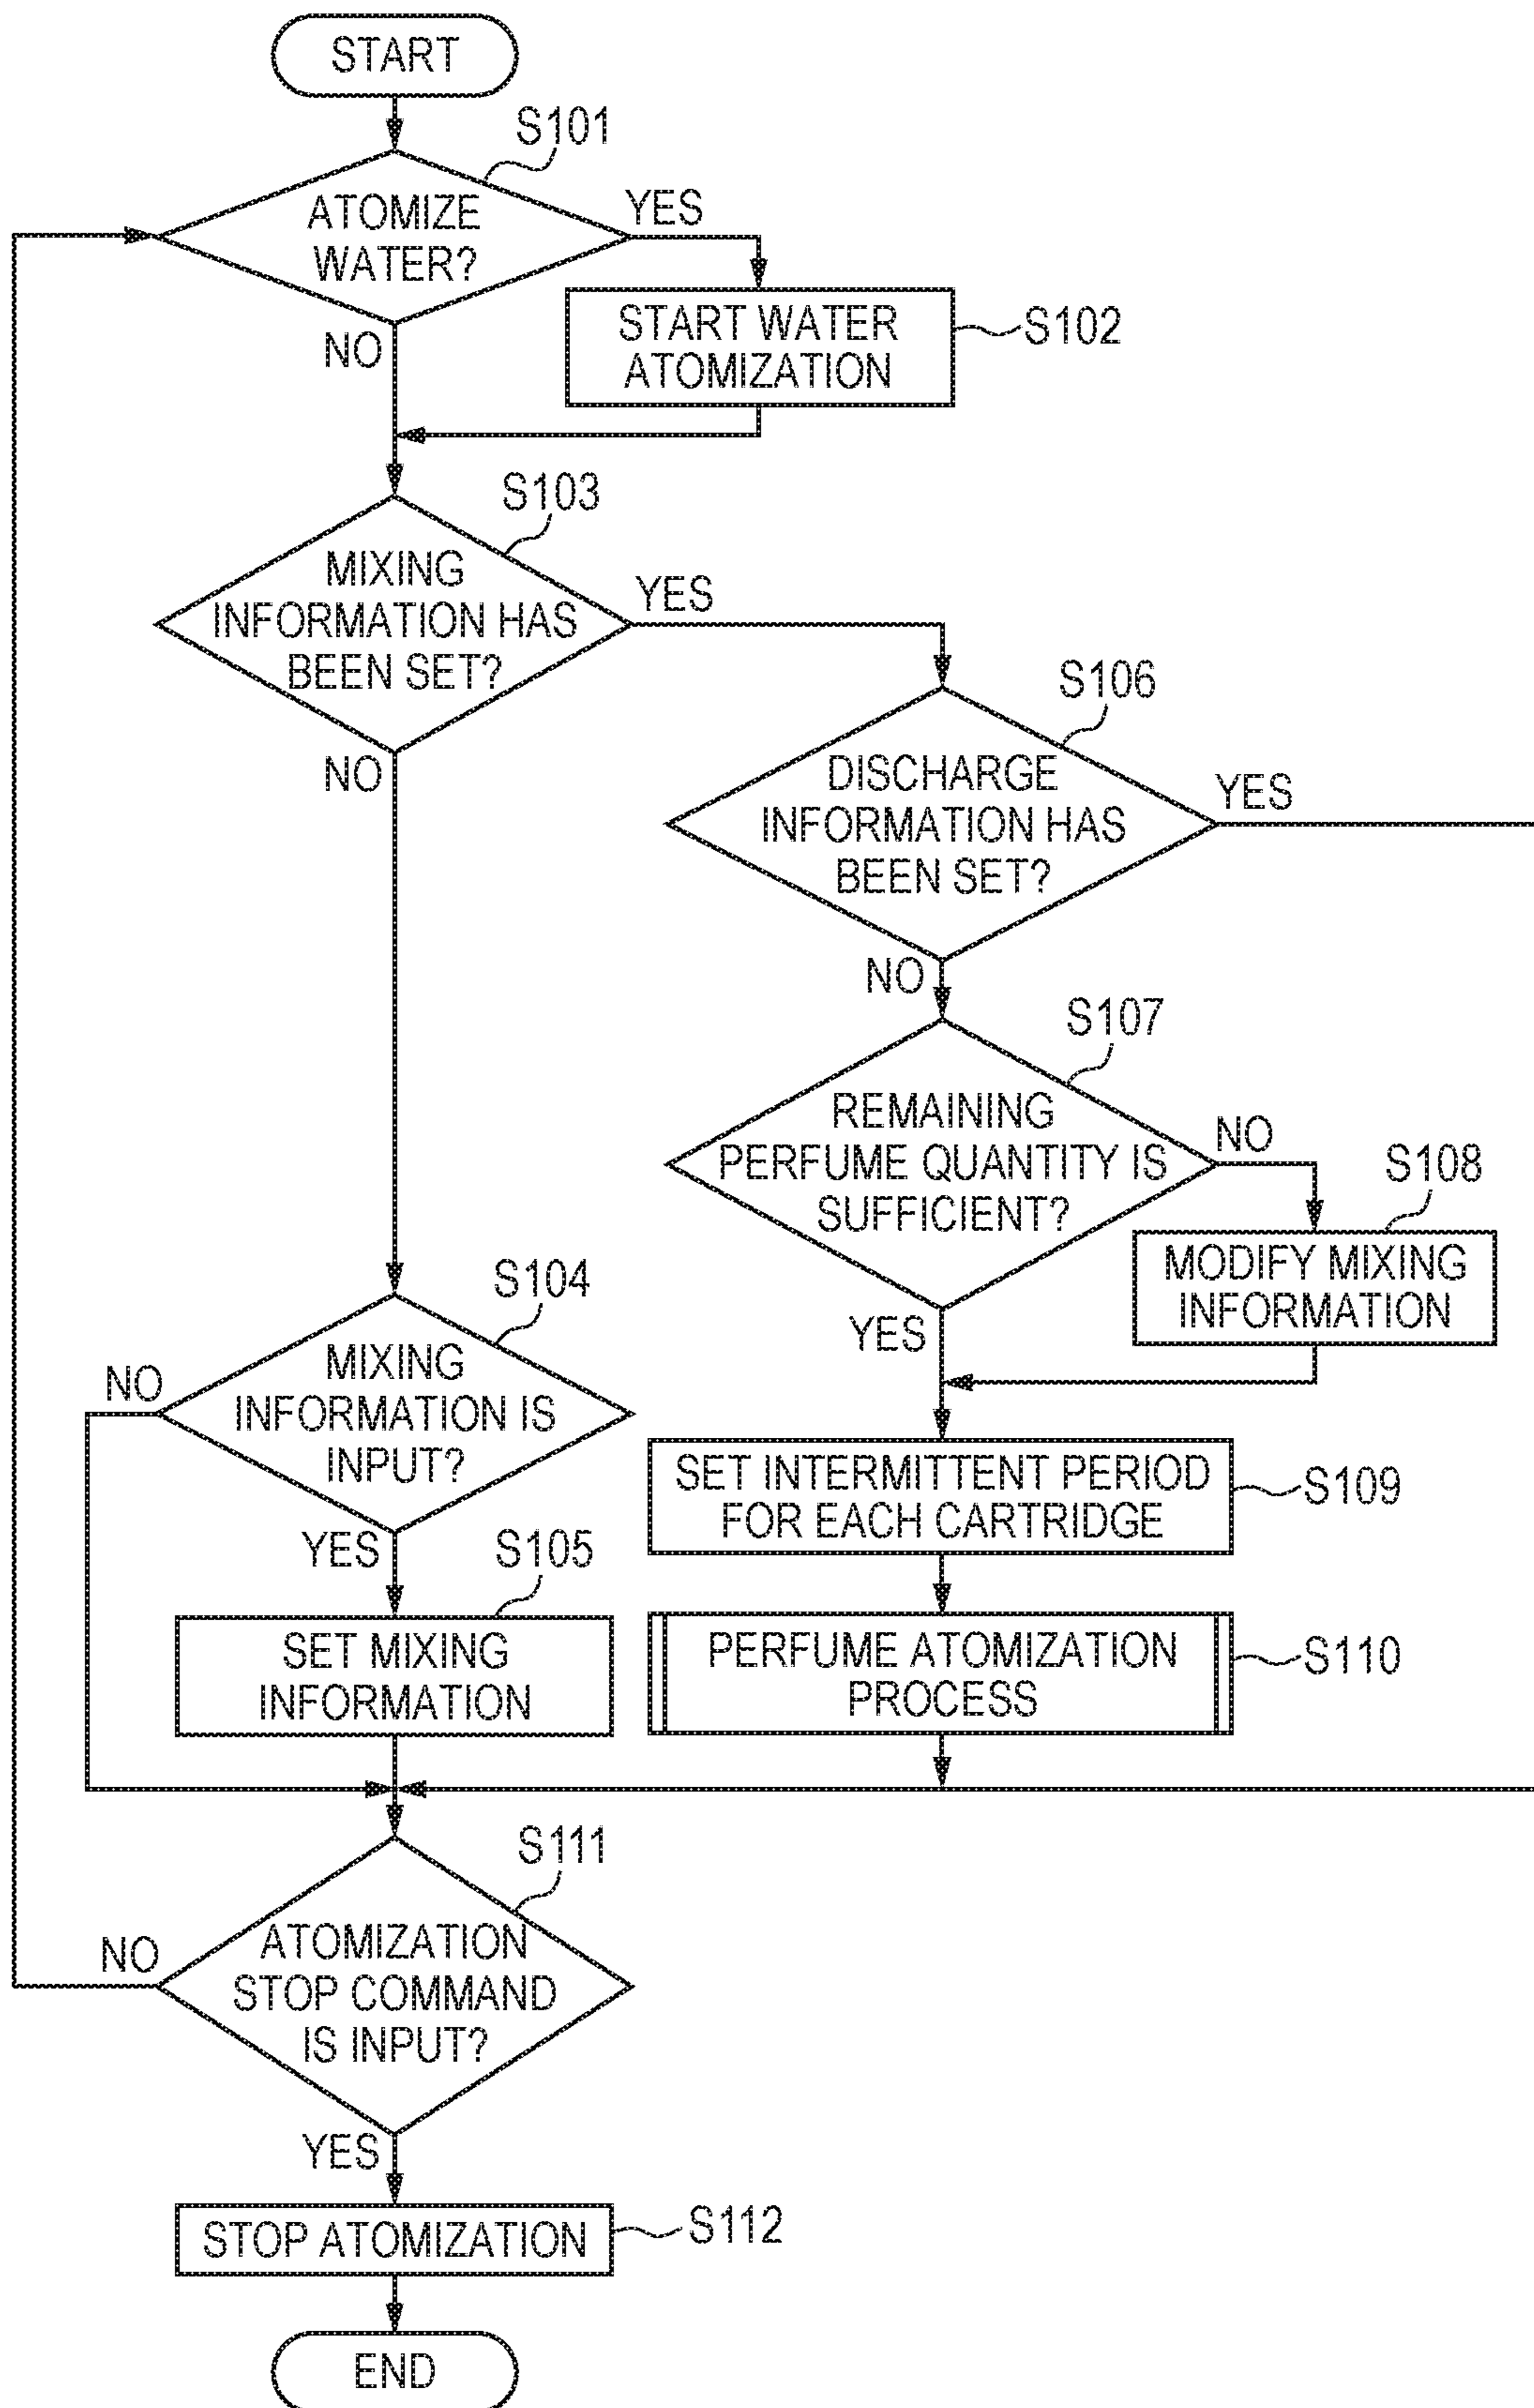 START
S101
ATOMIZE
WATER?
YES
NO
START WATER
ATOMIZATION
S102
S103
MIXING
INFORMATION HAS
BEEN SET?
YES
NO
S106
DISCHARGE
INFORMATION HAS
BEEN SET?
YES
NO
S107
REMAINING
PERFUME QUANTITY IS
SUFFICIENT?
NO
YES
S108
MODIFY MIXING
INFORMATION
S104
MIXING
INFORMATION IS
INPUT?
NO
YES
S105
SET MIXING
INFORMATION
SET INTERMITTENT PERIOD
FOR EACH CARTRIDGE
S109
PERFUME ATOMIZATION
PROCESS
S110
S111
ATOMIZATION
STOP COMMAND
IS INPUT?
NO
YES
STOP ATOMIZATION
S112
END